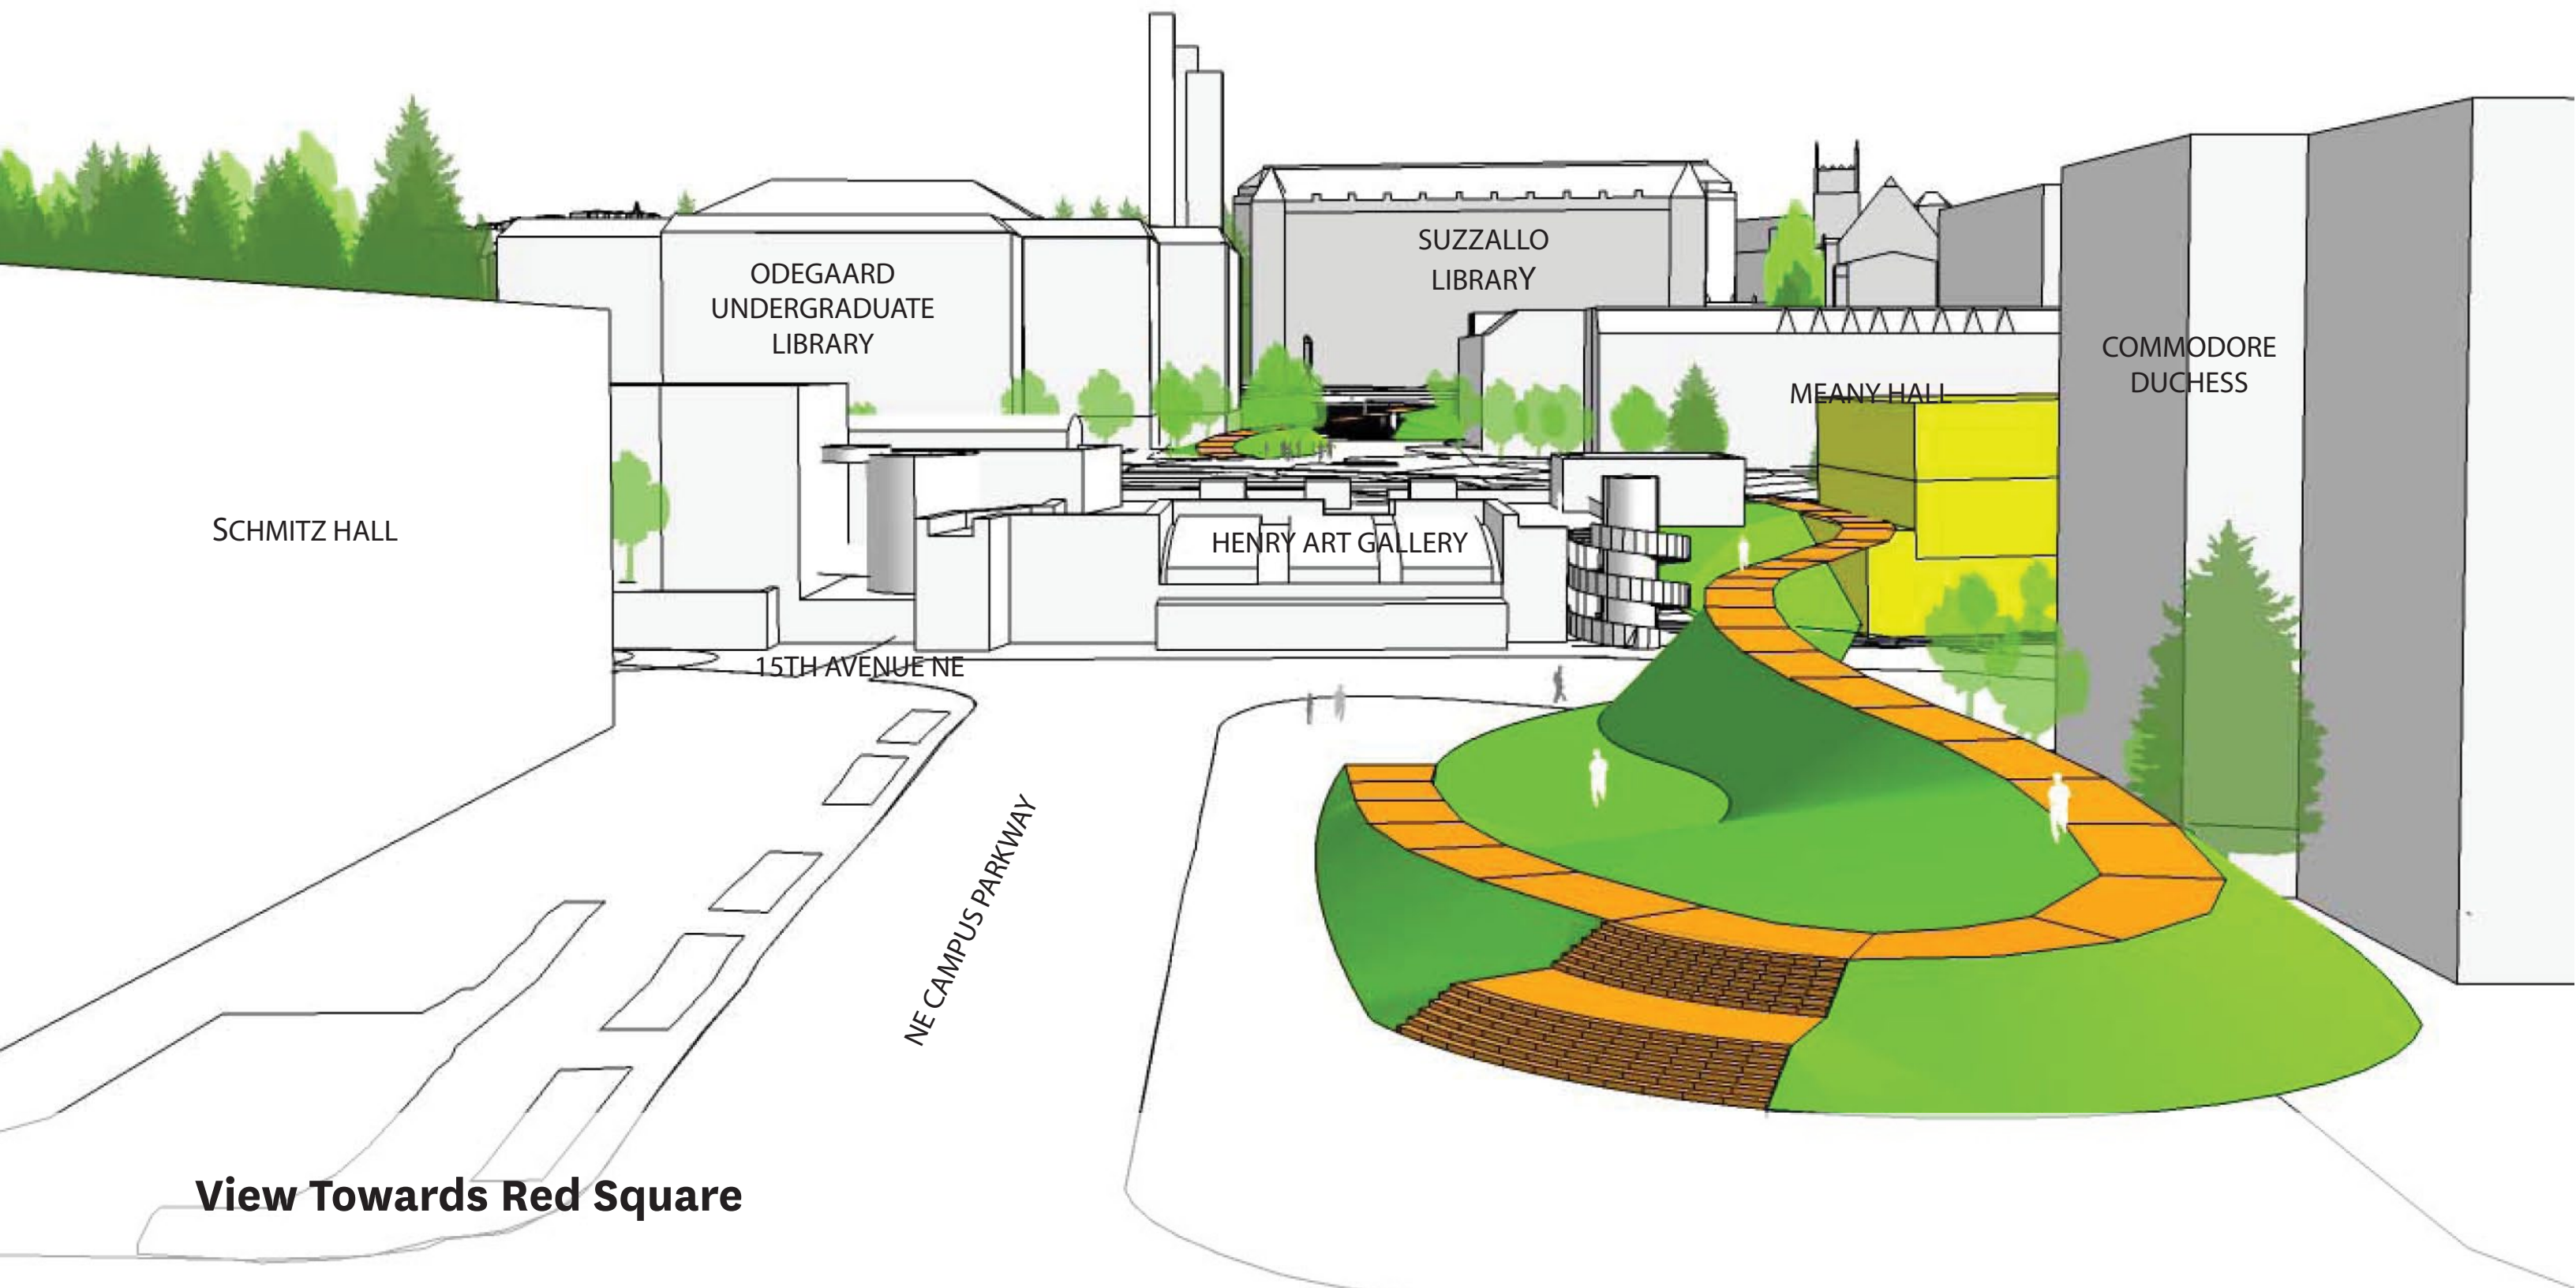 SUZZALLO
LIBRARY
ODEGAARD
UNDERGRADUATE
LIBRARY
COMMODORE
DUCHESS
MEANY HALL
SCHMITZ HALL
HENRY ART GALLERY
15TH AVENUE NE
NE CAMPUS PARKWAY
View Towards Red Square